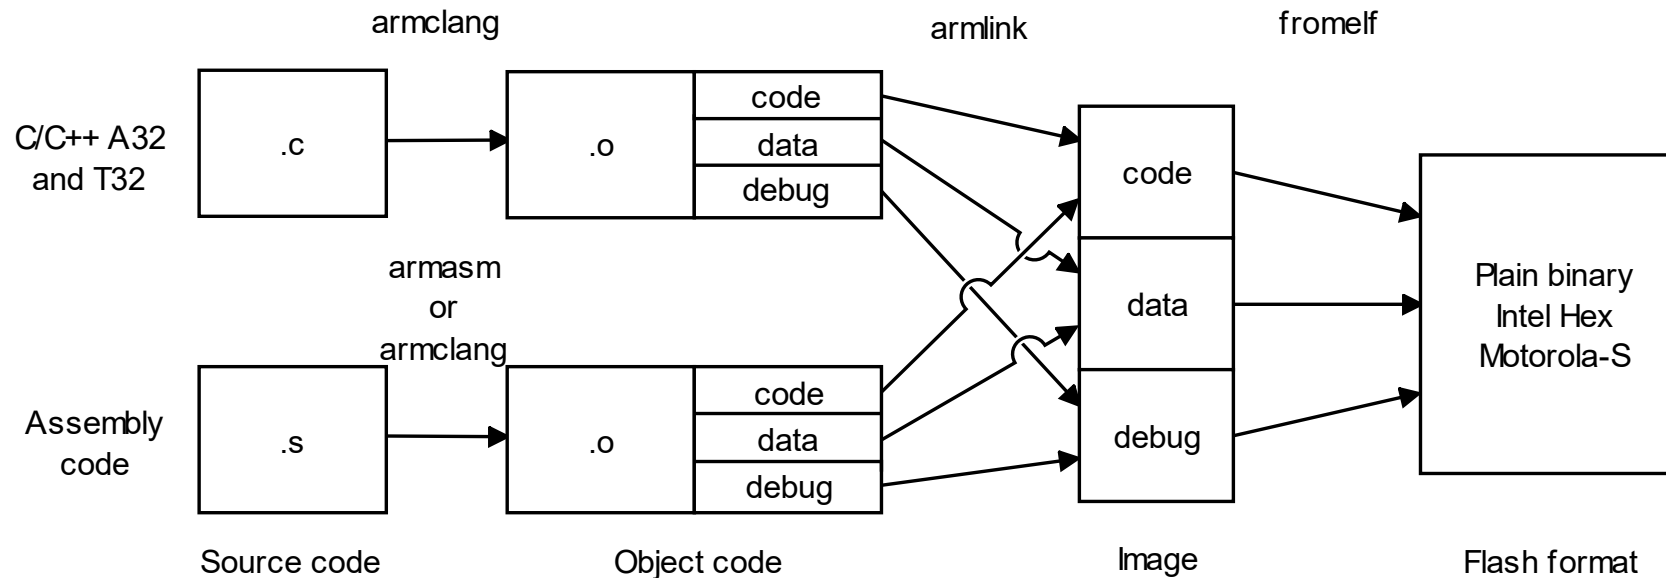 armclang
armlink
fromelf
C/C++ A32
and T32
.c
.o
code
data
debug
armasm
or
armclang
Assembly
code
.s
.o
code
data
debug
code
data
debug
Plain binary
Intel Hex
Motorola-S
Source code
Object code
Image
Flash format